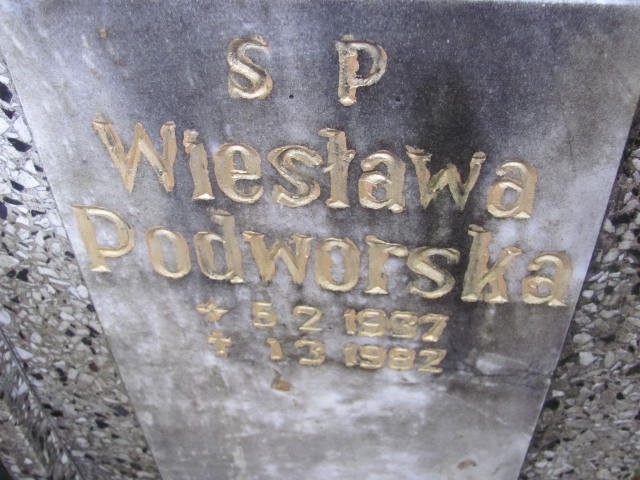 S P
Wiesława
Podworska
* 5 2 1937
+ 1 3 1982